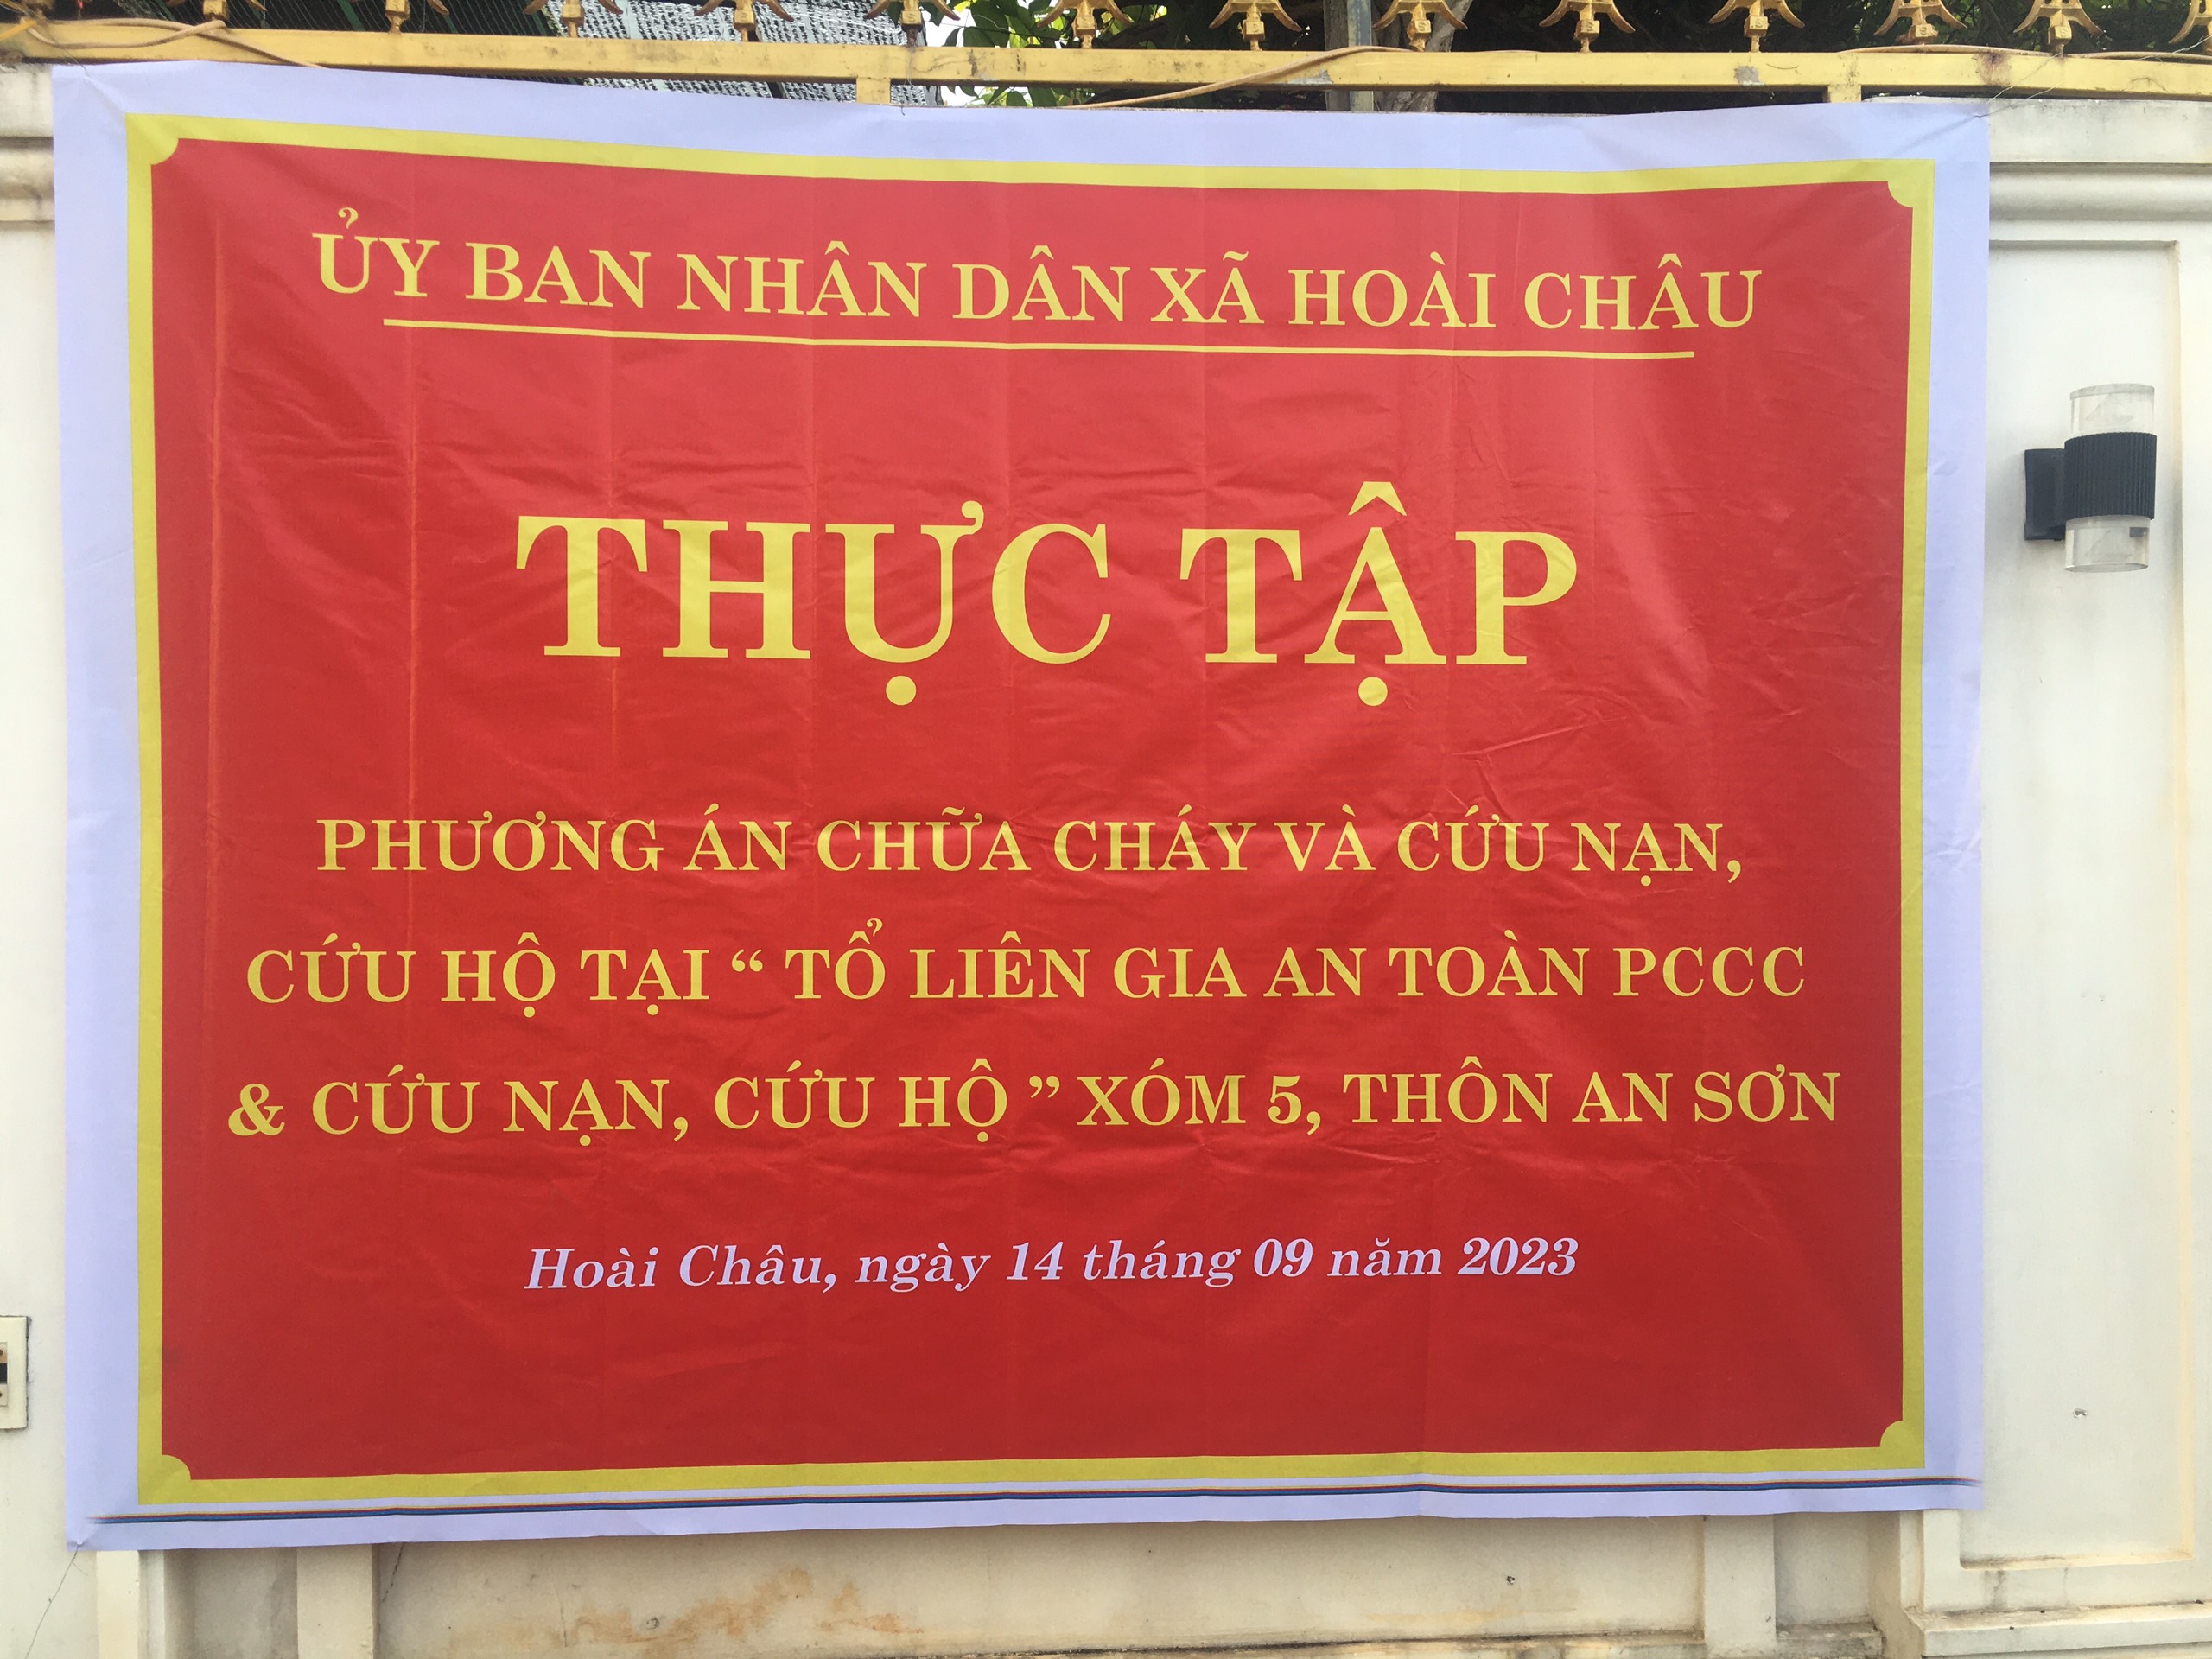 ỦY BAN NHÂN DÂN XÃ HOÀI CHÂU
THỰC TẬP
PHƯƠNG ÁN CHỮA CHÁY VÀ CỨU NẠN,
CỨU HỘ TẠI “ TỔ LIÊN GIA AN TOÀN PCCC
& CỨU NẠN, CỨU HỘ ” XÓM 5, THÔN AN SƠN
Hoài Châu, ngày 14 tháng 09 năm 2023